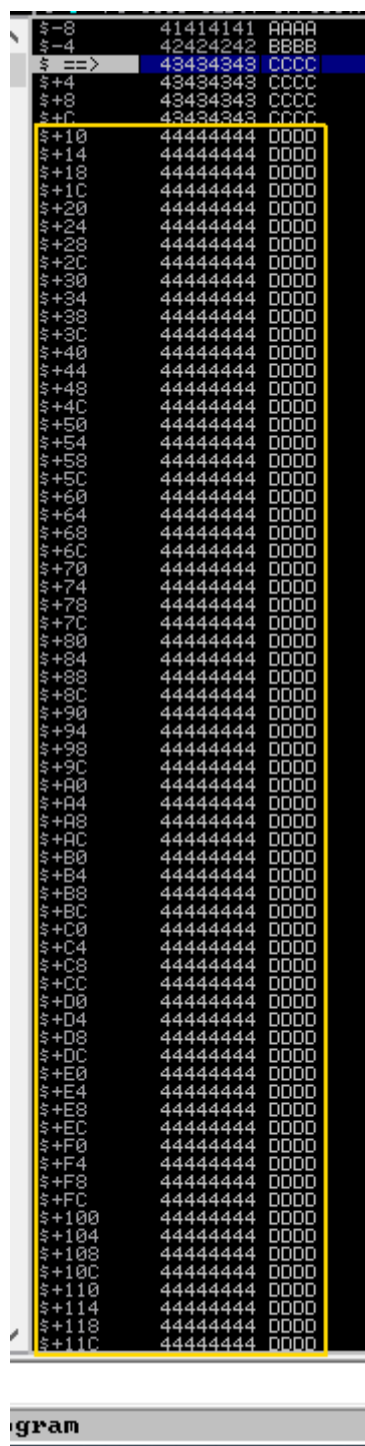 $-8 41414141 AAAA
$-4 42424242 BBBB
$ ==> 43434343 CCCC
$+4 43434343 CCCC
$+8 43434343 CCCC
$+C 43434343 CCCC
$+10 44444444 DDDD
$+14 44444444 DDDD
$+18 44444444 DDDD
$+1C 44444444 DDDD
$+20 44444444 DDDD
$+24 44444444 DDDD
$+28 44444444 DDDD
$+2C 44444444 DDDD
$+30 44444444 DDDD
$+34 44444444 DDDD
$+38 44444444 DDDD
$+3C 44444444 DDDD
$+40 44444444 DDDD
$+44 44444444 DDDD
$+48 44444444 DDDD
$+4C 44444444 DDDD
$+50 44444444 DDDD
$+54 44444444 DDDD
$+58 44444444 DDDD
$+5C 44444444 DDDD
$+60 44444444 DDDD
$+64 44444444 DDDD
$+68 44444444 DDDD
$+6C 44444444 DDDD
$+70 44444444 DDDD
$+74 44444444 DDDD
$+78 44444444 DDDD
$+7C 44444444 DDDD
$+80 44444444 DDDD
$+84 44444444 DDDD
$+88 44444444 DDDD
$+8C 44444444 DDDD
$+90 44444444 DDDD
$+94 44444444 DDDD
$+98 44444444 DDDD
$+9C 44444444 DDDD
$+A0 44444444 DDDD
$+A4 44444444 DDDD
$+A8 44444444 DDDD
$+AC 44444444 DDDD
$+B0 44444444 DDDD
$+B4 44444444 DDDD
$+B8 44444444 DDDD
$+BC 44444444 DDDD
$+C0 44444444 DDDD
$+C4 44444444 DDDD
$+C8 44444444 DDDD
$+CC 44444444 DDDD
$+D0 44444444 DDDD
$+D4 44444444 DDDD
$+D8 44444444 DDDD
$+DC 44444444 DDDD
$+E0 44444444 DDDD
$+E4 44444444 DDDD
$+E8 44444444 DDDD
$+EC 44444444 DDDD
$+F0 44444444 DDDD
$+F4 44444444 DDDD
$+F8 44444444 DDDD
$+FC 44444444 DDDD
$+100 44444444 DDDD
$+104 44444444 DDDD
$+108 44444444 DDDD
$+10C 44444444 DDDD
$+110 44444444 DDDD
$+114 44444444 DDDD
$+118 44444444 DDDD
$+11C 44444444 DDDD
gram